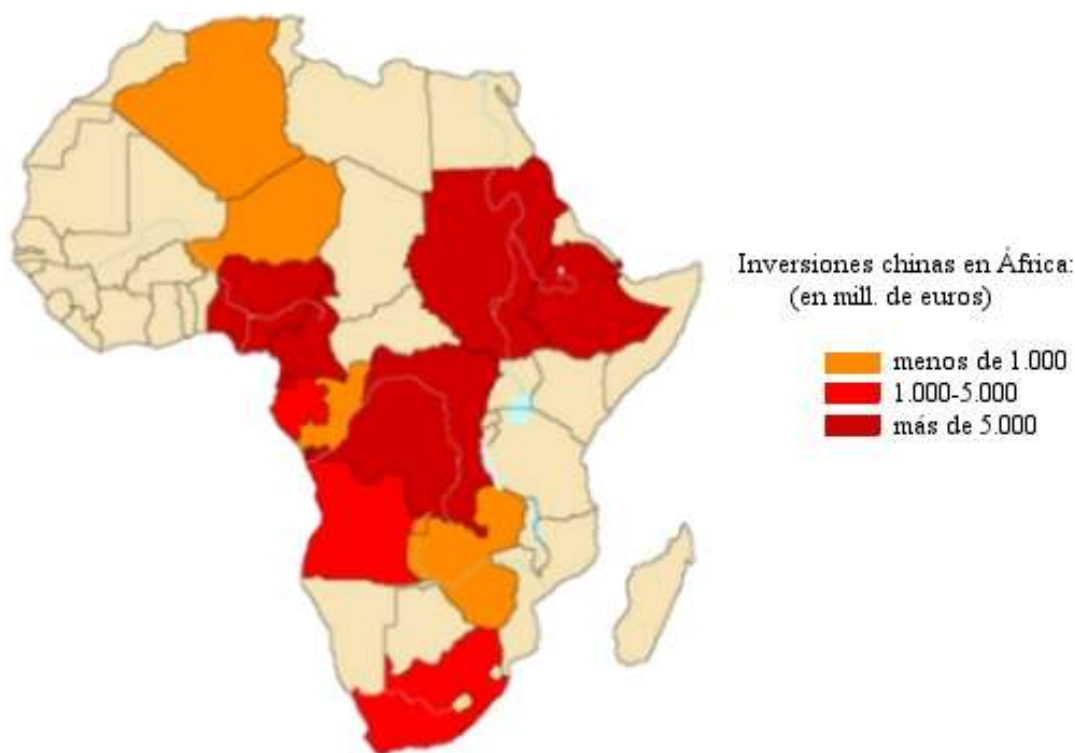 Inversiones chinas en África:
(en mill. de euros)
menos de 1.000
1.000-5.000
más de 5.000